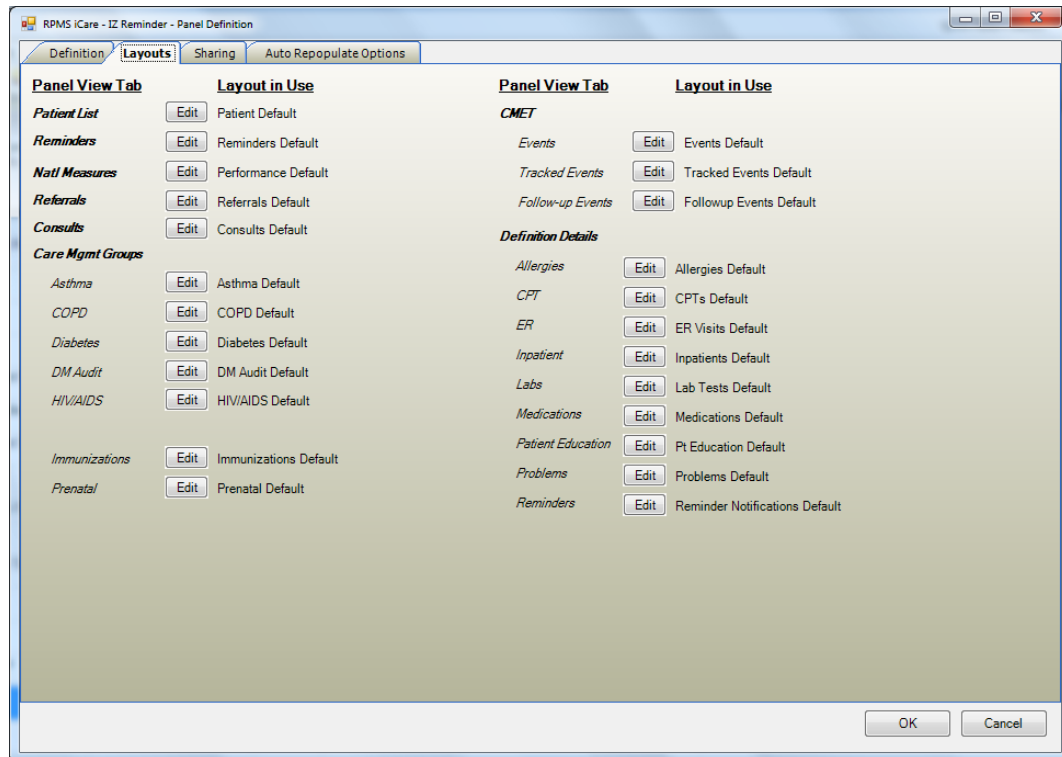 RPMS iCare - IZ Reminder - Panel Definition
Definition Layouts Sharing Auto Repopulate Options
Panel View Tab Layout in Use
Patient List Edit Patient Default
Reminders Edit Reminders Default
Natl Measures Edit Performance Default
Referrals Edit Referrals Default
Consults Edit Consults Default
Care Mgmt Groups
Asthma Edit Asthma Default
COPD Edit COPD Default
Diabetes Edit Diabetes Default
DM Audit Edit DM Audit Default
HIV/AIDS Edit HIV/AIDS Default
Immunizations Edit Immunizations Default
Prenatal Edit Prenatal Default
Panel View Tab Layout in Use
CMET
Events Edit Events Default
Tracked Events Edit Tracked Events Default
Follow-up Events Edit Followup Events Default
Definition Details
Allergies Edit Allergies Default
CPT Edit CPTs Default
ER Edit ER Visits Default
Inpatient Edit Inpatients Default
Labs Edit Lab Tests Default
Medications Edit Medications Default
Patient Education Edit Pt Education Default
Problems Edit Problems Default
Reminders Edit Reminder Notifications Default
OK Cancel